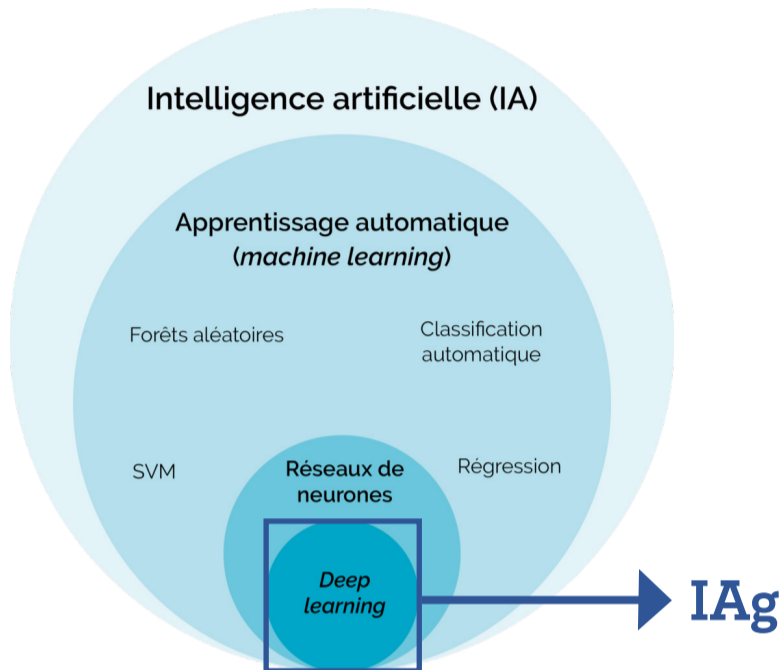 Intelligence artificielle (IA)
Apprentissage automatique
(machine learning)
Forêts aléatoires
Classification
automatique
SVM
Régression
Réseaux de
neurones
Deep
learning
IAg